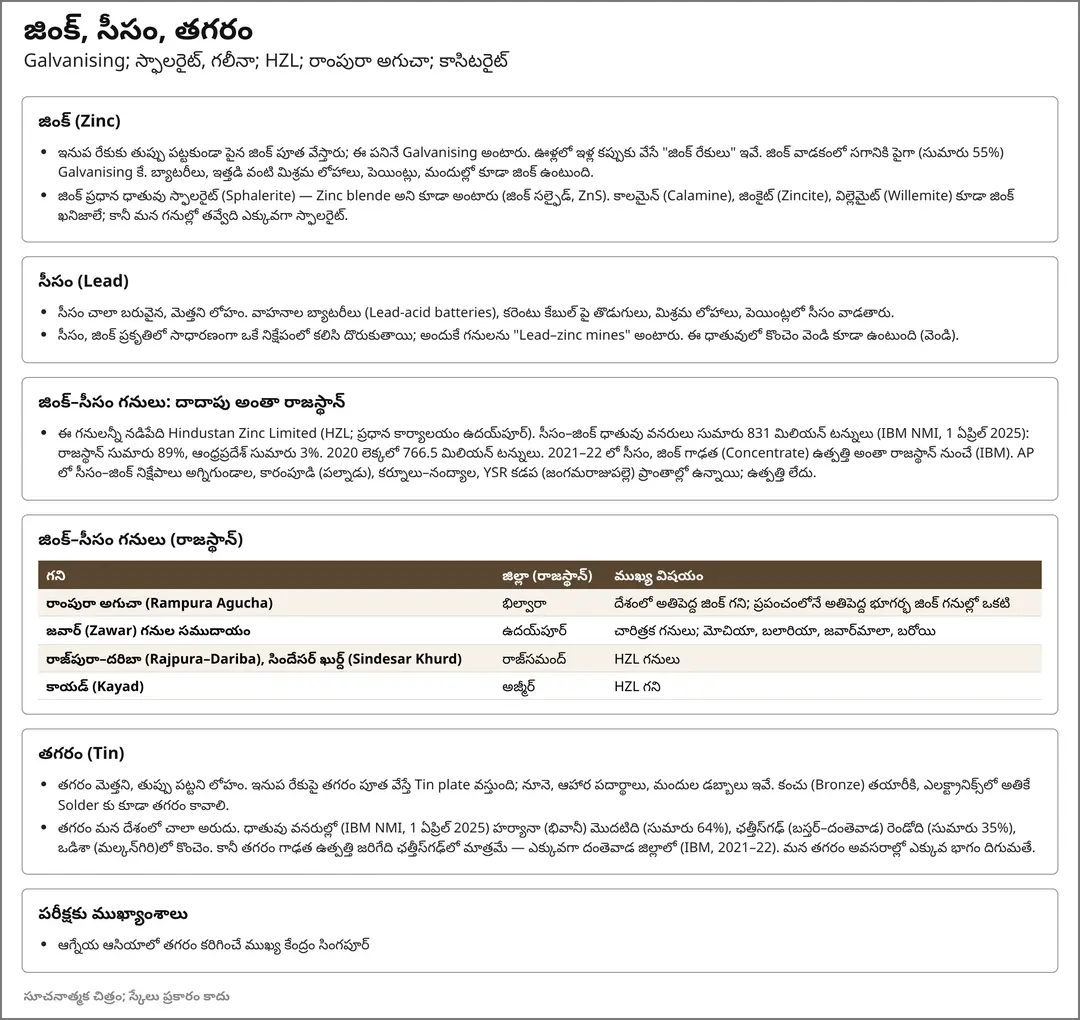 జింక్, సీసం, తగరం
Galvanising; స్ఫాలరైట్, గలీనా; HZL; రాంపురా అగుచా; కాసిటరైట్
జింక్ (Zinc)
• ఇనుప రేకుకు తుప్పు పట్టకుండా పైన జింక్ పూత వేస్తారు; ఈ పనినే Galvanising అంటారు. ఊళ్లలో ఇళ్ల కప్పుకు వేసే "జింక్ రేకులు" ఇవే. జింక్ వాడకంలో సగానికి పైగా (సుమారు 55%)
Galvanising కే. బ్యాటరీలు, ఇత్తడి వంటి మిశ్రమ లోహాలు, పెయింట్లు, మందుల్లో కూడా జింక్ ఉంటుంది.
• జింక్ ప్రధాన ధాతువు స్ఫాలరైట్ (Sphalerite) — Zinc blende అని కూడా అంటారు (జింక్ సల్ఫైడ్, ZnS). కాలమైన్ (Calamine), జింకైట్ (Zincite), విల్లెమైట్ (Willemite) కూడా జింక్
ఖనిజాలే; కానీ మన గనుల్లో తవ్వేది ఎక్కువగా స్ఫాలరైట్.
సీసం (Lead)
• సీసం చాలా బరువైన, మెత్తని లోహం. వాహనాల బ్యాటరీలు (Lead-acid batteries), కరెంటు కేబుల్ పై తొడుగులు, మిశ్రమ లోహాలు, పెయింట్లలో సీసం వాడతారు.
• సీసం, జింక్ ప్రకృతిలో సాధారణంగా ఒకే నిక్షేపంలో కలిసి దొరుకుతాయి; అందుకే గనులను "Lead–zinc mines" అంటారు. ఈ ధాతువులో కొంచెం వెండి కూడా ఉంటుంది (వెండి).
జింక్–సీసం గనులు: దాదాపు అంతా రాజస్థాన్
• ఈ గనులన్నీ నడిపేది Hindustan Zinc Limited (HZL; ప్రధాన కార్యాలయం ఉదయ్‌పూర్). సీసం–జింక్ ధాతువు వనరులు సుమారు 831 మిలియన్ టన్నులు (IBM NMI, 1 ఏప్రిల్ 2025):
రాజస్థాన్ సుమారు 89%, ఆంధ్రప్రదేశ్ సుమారు 3%. 2020 లెక్కలో 766.5 మిలియన్ టన్నులు. 2021–22 లో సీసం, జింక్ గాఢత (Concentrate) ఉత్పత్తి అంతా రాజస్థాన్ నుంచే (IBM). AP
లో సీసం–జింక్ నిక్షేపాలు అగ్నిగుండాల, కారంపూడి (పల్నాడు), కర్నూలు–నంద్యాల, YSR కడప (జంగమరాజుపల్లె) ప్రాంతాల్లో ఉన్నాయి; ఉత్పత్తి లేదు.
జింక్–సీసం గనులు (రాజస్థాన్)
గని జిల్లా (రాజస్థాన్) ముఖ్య విషయం
రాంపురా అగుచా (Rampura Agucha) భిల్వారా దేశంలో అతిపెద్ద జింక్ గని; ప్రపంచంలోనే అతిపెద్ద భూగర్భ జింక్ గనుల్లో ఒకటి
జవార్ (Zawar) గనుల సముదాయం ఉదయ్‌పూర్ చారిత్రక గనులు; మోచియా, బలారియా, జవార్‌మాలా, బరోయి
రాజ్‌పురా–దరిబా (Rajpura–Dariba), సిందేసర్ ఖుర్ద్ (Sindesar Khurd) రాజ్‌సమంద్ HZL గనులు
కాయడ్ (Kayad) అజ్మీర్ HZL గని
తగరం (Tin)
• తగరం మెత్తని, తుప్పు పట్టని లోహం. ఇనుప రేకుపై తగరం పూత వేస్తే Tin plate వస్తుంది; నూనె, ఆహార పదార్థాలు, మందుల డబ్బాలు ఇవే. కంచు (Bronze) తయారీకి, ఎలక్ట్రానిక్స్‌లో అతికే
Solder కు కూడా తగరం కావాలి.
• తగరం మన దేశంలో చాలా అరుదు. ధాతువు వనరుల్లో (IBM NMI, 1 ఏప్రిల్ 2025) హర్యానా (భివానీ) మొదటిది (సుమారు 64%), ఛత్తీస్‌గఢ్ (బస్తర్–దంతెవాడ) రెండోది (సుమారు 35%),
ఒడిశా (మల్కన్‌గిరి)లో కొంచెం. కానీ తగరం గాఢత ఉత్పత్తి జరిగేది ఛత్తీస్‌గఢ్‌లో మాత్రమే — ఎక్కువగా దంతెవాడ జిల్లాలో (IBM, 2021–22). మన తగరం అవసరాల్లో ఎక్కువ భాగం దిగుమతే.
పరీక్షకు ముఖ్యాంశాలు
• ఆగ్నేయ ఆసియాలో తగరం కరిగించే ముఖ్య కేంద్రం సింగపూర్
సూచనాత్మక చిత్రం; స్కేలు ప్రకారం కాదు